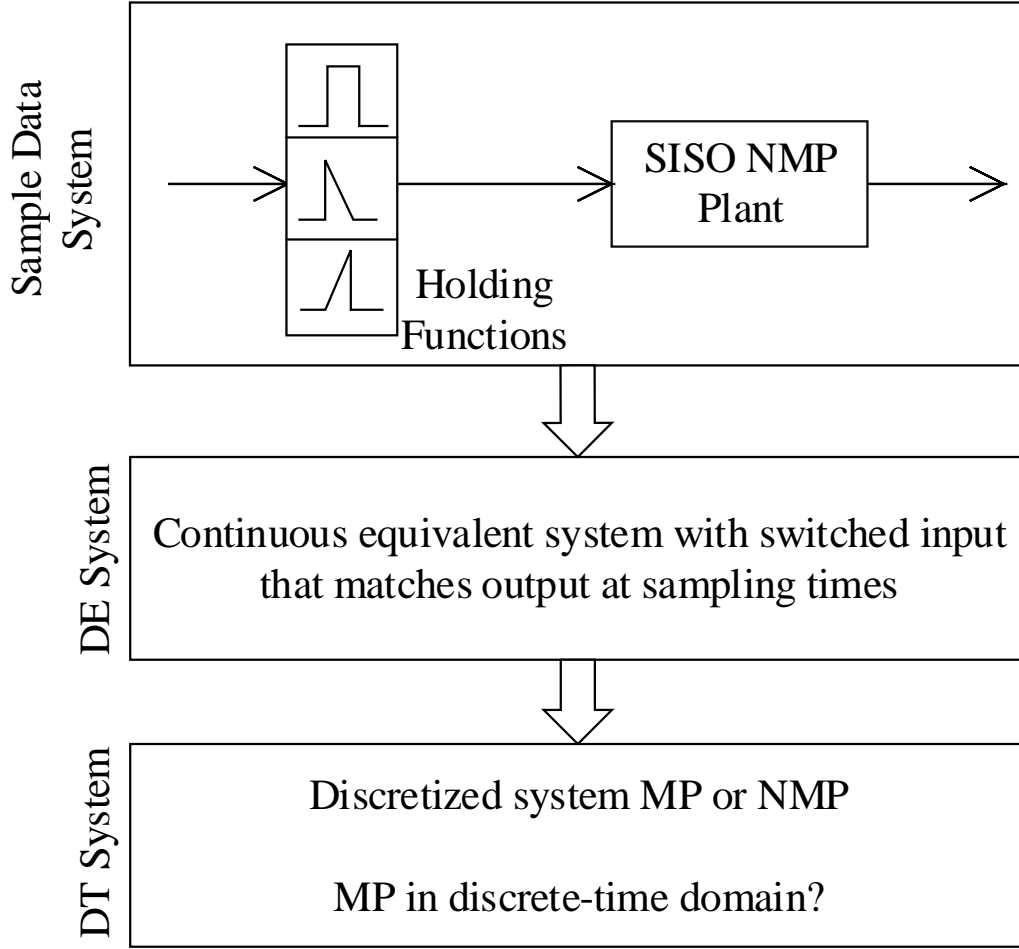 Sample Data
System
SISO NMP
Plant
Holding
Functions
DE System
Continuous equivalent system with switched input
that matches output at sampling times
DT System
Discretized system MP or NMP
MP in discrete-time domain?